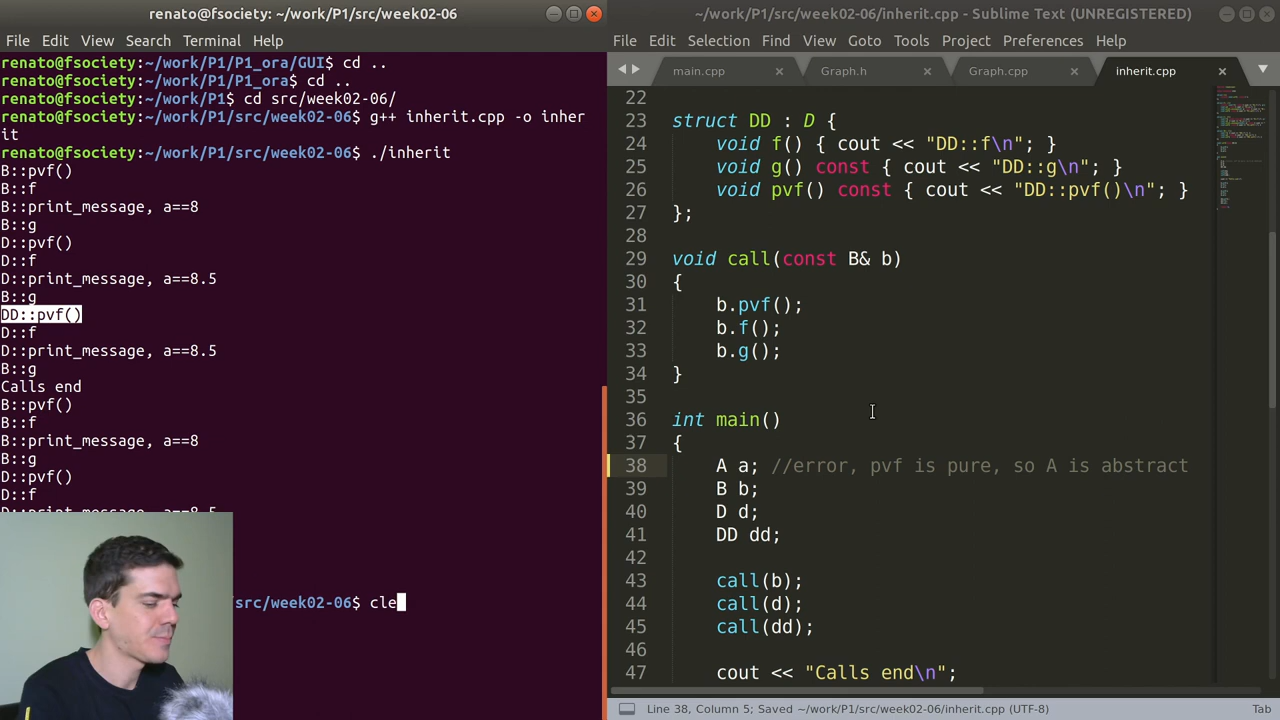 renato@fsociety: ~/work/P1/src/week02-06
File Edit View Search Terminal Help
renato@fsociety:~/work/P1/P1_ora/GUI$ cd ..
renato@fsociety:~/work/P1/P1_ora$ cd ..
renato@fsociety:~/work/P1$ cd src/week02-06/
renato@fsociety:~/work/P1/src/week02-06$ g++ inherit.cpp -o inher
it
renato@fsociety:~/work/P1/src/week02-06$ ./inherit
B::pvf()
B::f
B::print_message, a==8
B::g
D::pvf()
D::f
D::print_message, a==8.5
B::g
DD::pvf()
D::f
D::print_message, a==8.5
B::g
Calls end
B::pvf()
B::f
B::print_message, a==8
B::g
D::pvf()
D::f
D::print_message, a==8.5
/src/week02-06$ cle
~/work/P1/src/week02-06/inherit.cpp - Sublime Text (UNREGISTERED)
File Edit Selection Find View Goto Tools Project Preferences Help
main.cpp Graph.h Graph.cpp inherit.cpp
22
23 struct DD : D {
24 void f() { cout << "DD::f\n"; }
25 void g() const { cout << "DD::g\n"; }
26 void pvf() const { cout << "DD::pvf()\n"; }
27 };
28
29 void call(const B& b)
30 {
31 b.pvf();
32 b.f();
33 b.g();
34 }
35
36 int main()
37 {
38 A a; //error, pvf is pure, so A is abstract
39 B b;
40 D d;
41 DD dd;
42
43 call(b);
44 call(d);
45 call(dd);
46
47 cout << "Calls end\n";
Line 38, Column 5; Saved ~/work/P1/src/week02-06/inherit.cpp (UTF-8) Tab